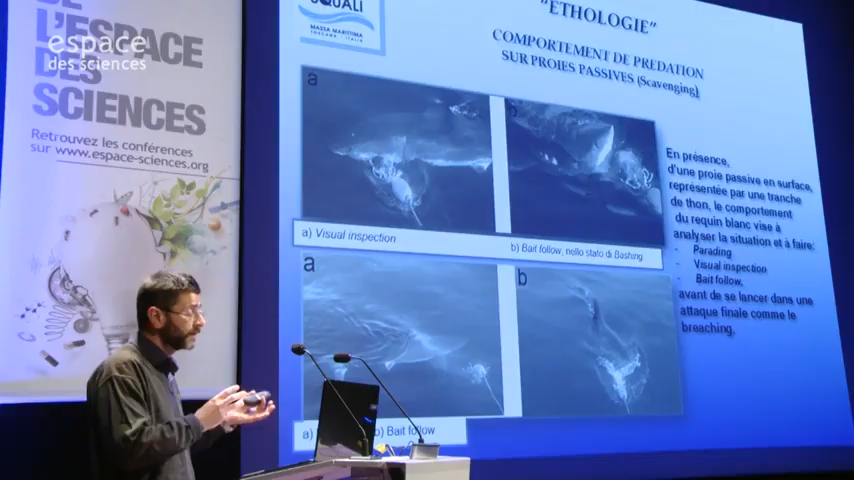 DE
L'ESPACE
DES
SCIENCES
espace
des sciences
Retrouvez les conférences
sur www.espace-sciences.org
SQUALI
MASSA MARITTIMA
TOSCANA - ITALIA
"ETHOLOGIE"
COMPORTEMENT DE PREDATION
SUR PROIES PASSIVES (Scavenging)
a
b
a) Visual inspection
b) Bait follow, nello stato di Bashing
a
b
a)
b) Bait follow
En présence,
d'une proie passive en surface,
représentée par une tranche
de thon, le comportement
du requin blanc vise à
analyser la situation et à faire:
- Parading
- Visual inspection
- Bait follow,
avant de se lancer dans une
attaque finale comme le
breaching.